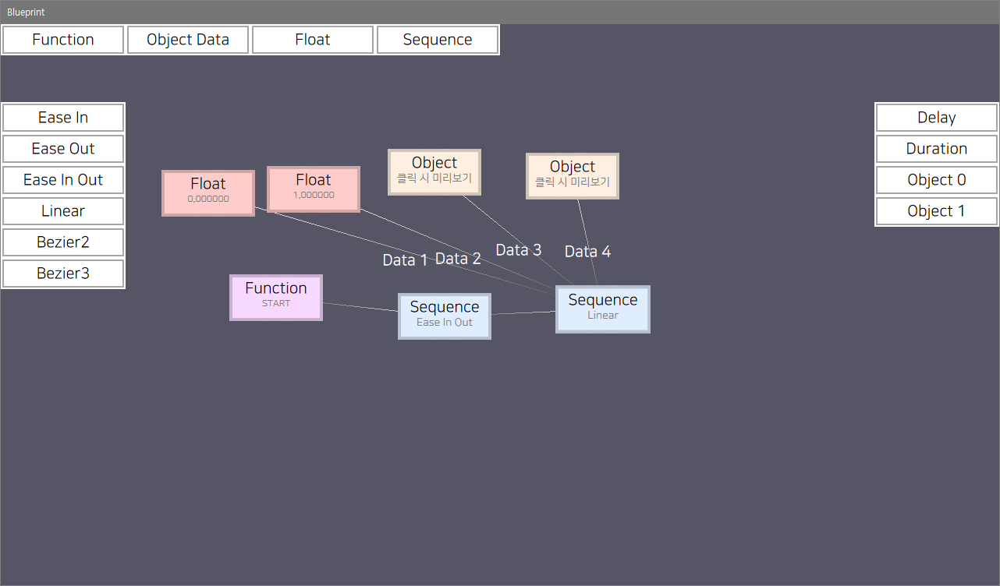 Blueprint
Function
Object Data
Float
Sequence
Ease In
Ease Out
Ease In Out
Linear
Bezier2
Bezier3
Delay
Duration
Object 0
Object 1
Float
0,000000
Float
1,000000
Object
클릭 시 미리보기
Object
클릭 시 미리보기
Data 1
Data 2
Data 3
Data 4
Function
START
Sequence
Ease In Out
Sequence
Linear